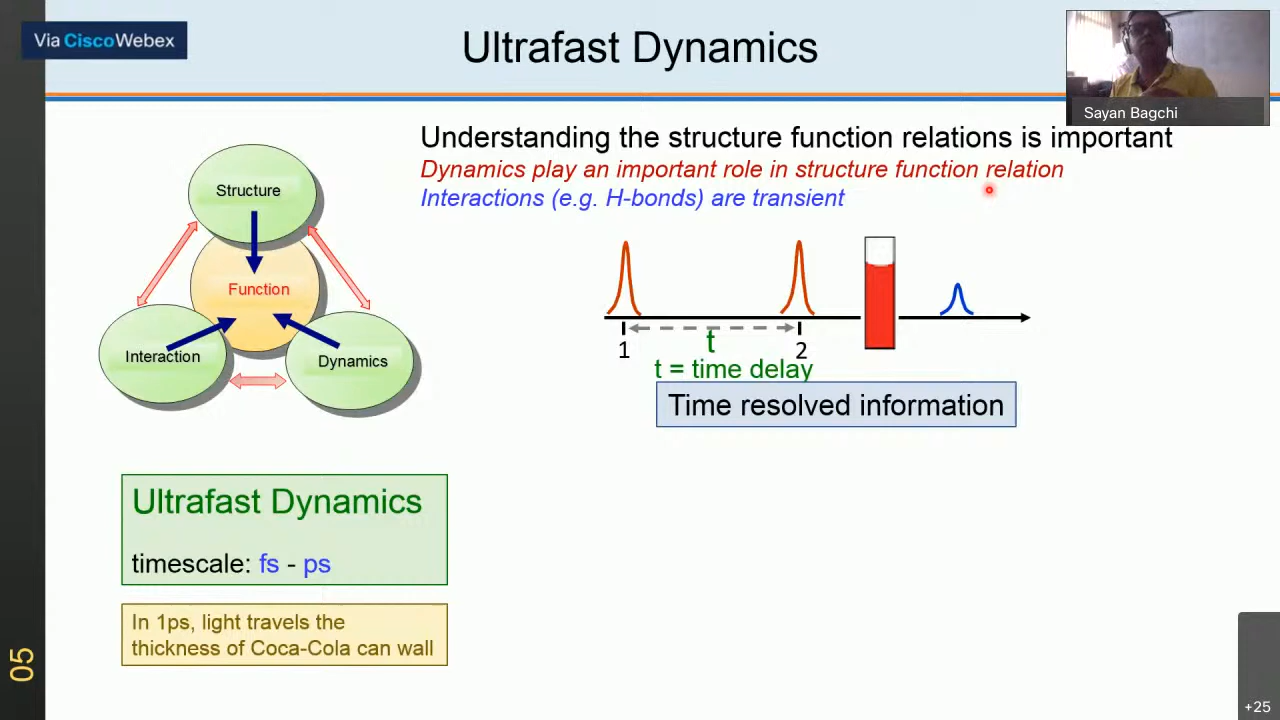 Via CiscoWebex
Ultrafast Dynamics
Sayan Bagchi
Understanding the structure function relations is important
Dynamics play an important role in structure function relation
Interactions (e.g. H-bonds) are transient
Structure
Function
Interaction
Dynamics
1
t
2
t = time delay
Time resolved information
Ultrafast Dynamics
timescale: fs - ps
In 1ps, light travels the
thickness of Coca-Cola can wall
05
+25